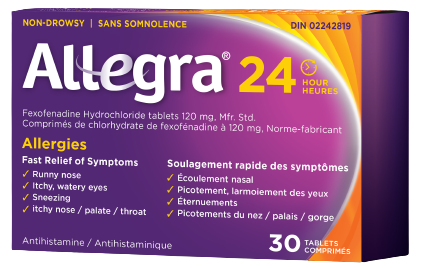 NON-DROWSY | SANS SOMNOLENCE
DIN 02242819
Allegra® 24 HOUR
HEURES
Fexofenadine Hydrochloride tablets 120 mg, Mfr. Std.
Comprimés de chlorhydrate de fexofénadine à 120 mg, Norme-fabricant
Allergies
Fast Relief of Symptoms
✓ Runny nose
✓ Itchy, watery eyes
✓ Sneezing
✓ itchy nose / palate / throat
Soulagement rapide des symptômes
✓ Écoulement nasal
✓ Picotement, larmoiement des yeux
✓ Éternuements
✓ Picotements du nez / palais / gorge
Antihistamine / Antihistaminique
30 TABLETS
COMPRIMÉS